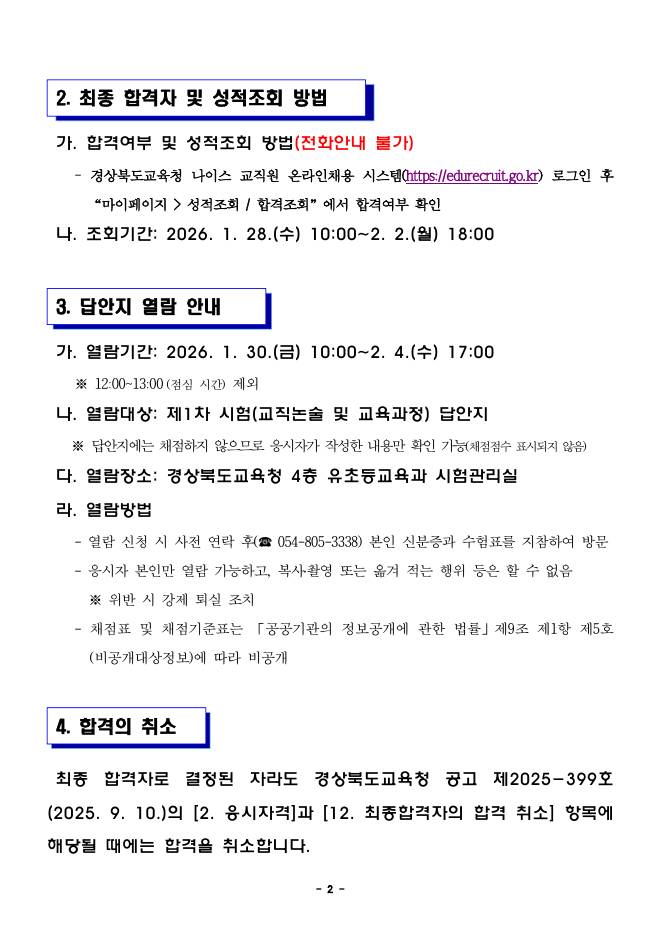 2. 최종 합격자 및 성적조회 방법
가. 합격여부 및 성적조회 방법(전화안내 불가)
- 경상북도교육청 나이스 교직원 온라인채용 시스템(https://edurecruit.go.kr) 로그인 후
“마이페이지 > 성적조회 / 합격조회”에서 합격여부 확인
나. 조회기간: 2026. 1. 28.(수) 10:00~2. 2.(월) 18:00
3. 답안지 열람 안내
가. 열람기간: 2026. 1. 30.(금) 10:00~2. 4.(수) 17:00
※ 12:00~13:00(점심 시간) 제외
나. 열람대상: 제1차 시험(교직논술 및 교육과정) 답안지
※ 답안지에는 채점하지 않으므로 응시자가 작성한 내용만 확인 가능(채점점수 표시되지 않음)
다. 열람장소: 경상북도교육청 4층 유초등교육과 시험관리실
라. 열람방법
- 열람 신청 시 사전 연락 후(☎ 054-805-3338) 본인 신분증과 수험표를 지참하여 방문
- 응시자 본인만 열람 가능하고, 복사·촬영 또는 옮겨 적는 행위 등은 할 수 없음
※ 위반 시 강제 퇴실 조치
- 채점표 및 채점기준표는 「공공기관의 정보공개에 관한 법률」제9조 제1항 제5호
(비공개대상정보)에 따라 비공개
4. 합격의 취소
최종 합격자로 결정된 자라도 경상북도교육청 공고 제2025-399호
(2025. 9. 10.)의 [2. 응시자격]과 [12. 최종합격자의 합격 취소] 항목에
해당될 때에는 합격을 취소합니다.
- 2 -